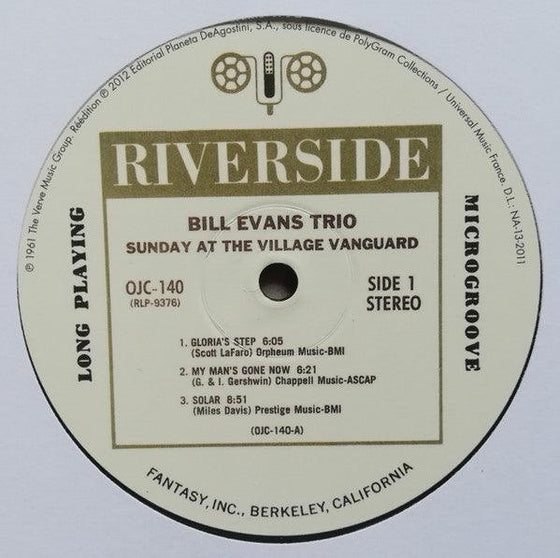 ℗ 1961 The Verve Music Group. Réédition ℗ 2012 Editorial Planeta DeAgostini, S.A., sous licence de PolyGram Collections / Universal Music France. D.L.: NA-13-2011
RIVERSIDE
LONG PLAYING
MICROGROOVE
BILL EVANS TRIO
SUNDAY AT THE VILLAGE VANGUARD
OJC-140
(RLP-9376)
SIDE 1
STEREO
1. GLORIA'S STEP 6:05
(Scott LaFaro) Orpheum Music-BMI
2. MY MAN'S GONE NOW 6:21
(G. & I. Gershwin) Chappell Music-ASCAP
3. SOLAR 8:51
(Miles Davis) Prestige Music-BMI
(OJC-140-A)
FANTASY, INC., BERKELEY, CALIFORNIA